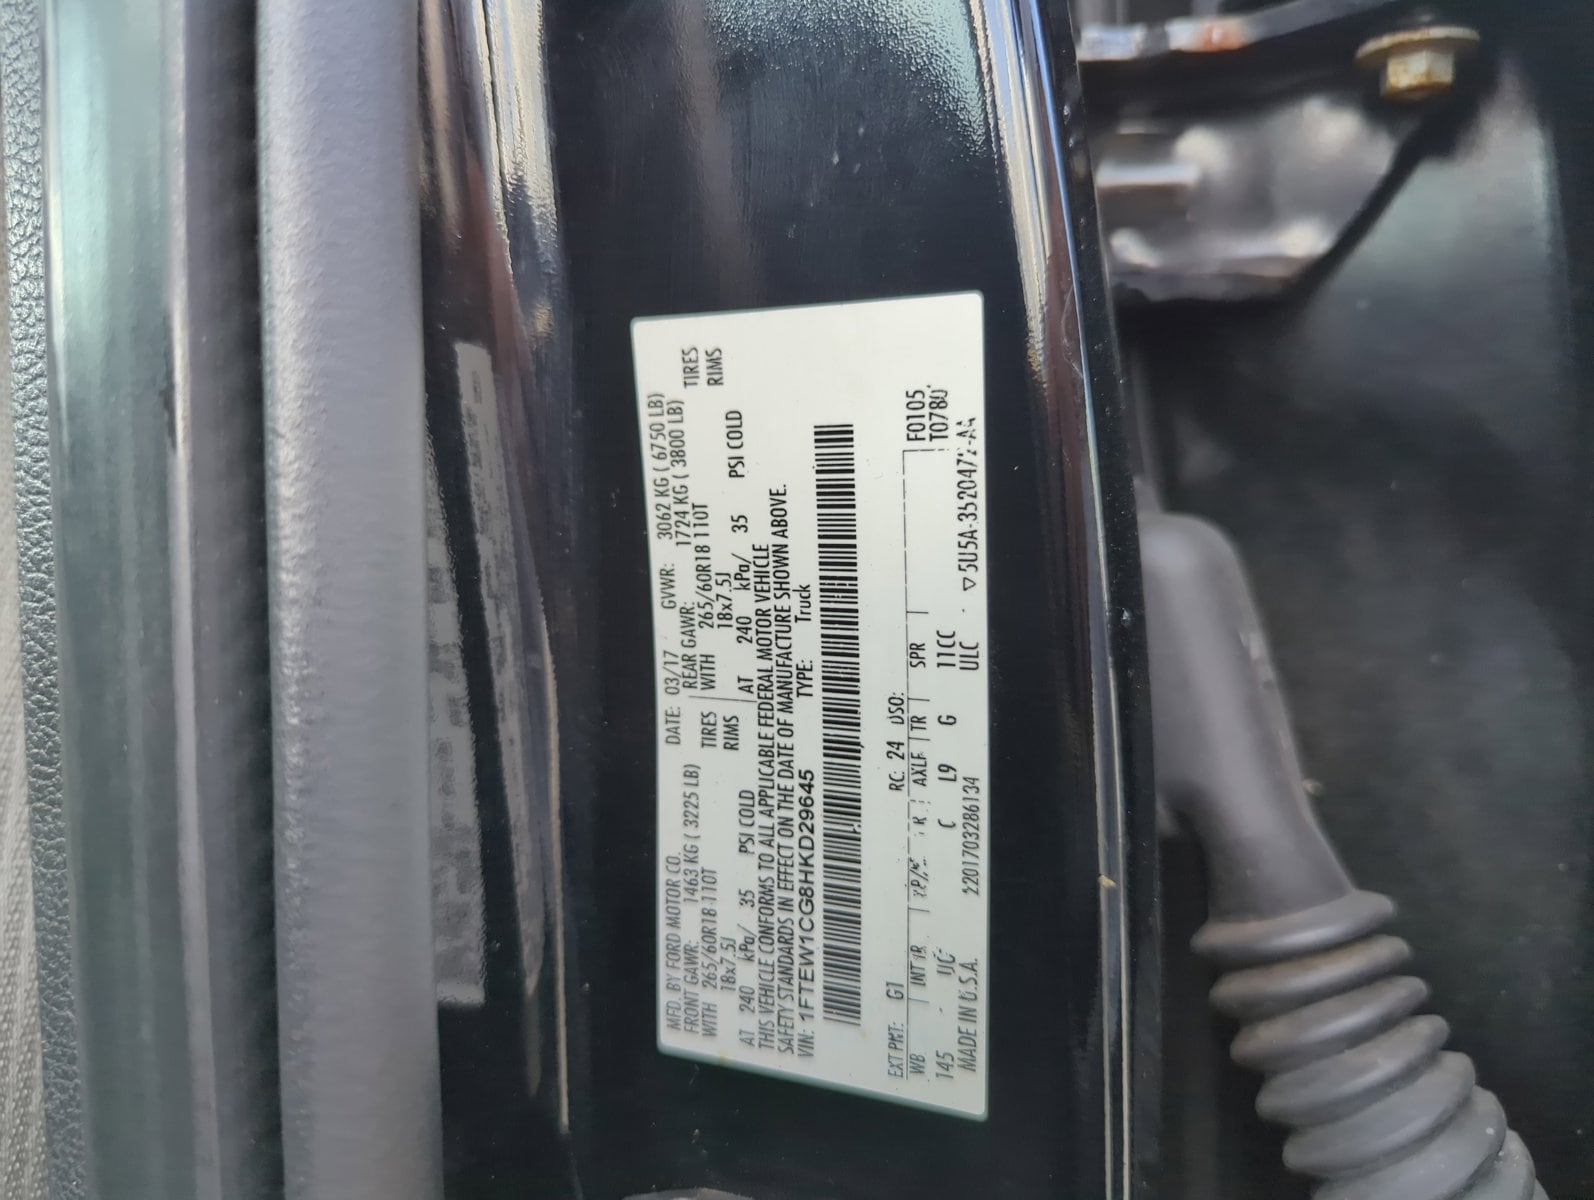 MFD. BY FORD MOTOR CO. DATE: 03/17 GVWR: 3062 KG ( 6750 LB)
FRONT GAWR: 1463 KG ( 3225 LB) REAR GAWR: 1724 KG ( 3800 LB)
WITH 265/60R18 110T TIRES WITH 265/60R18 110T TIRES
18x7.5J RIMS 18x7.5J RIMS
AT 240 kPa/ 35 PSI COLD AT 240 kPa/ 35 PSI COLD
THIS VEHICLE CONFORMS TO ALL APPLICABLE FEDERAL MOTOR VEHICLE
SAFETY STANDARDS IN EFFECT ON THE DATE OF MANUFACTURE SHOWN ABOVE.
VIN: 1FTEW1CG8HKD29645 TYPE: Truck
EXT PNT: G1 RC: 24 DSO: F0105
WB INT TR AXLE TR SPR T0780
145 C L9 G 11CC
MADE IN U.S.A. 2201703286134 ULC 5U5A-3520472-AA